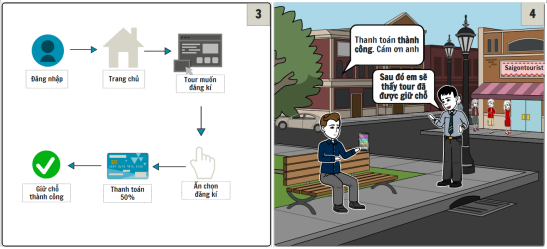 3
Đăng nhập
Trang chủ
Tour muốn
đăng kí
Giữ chỗ
thành công
Thanh toán
50%
Ấn chọn
đăng kí
4
Thanh toán thành
công. Cám ơn anh
Sau đó em sẽ
thấy tour đã
được giữ chỗ
Saigontourist